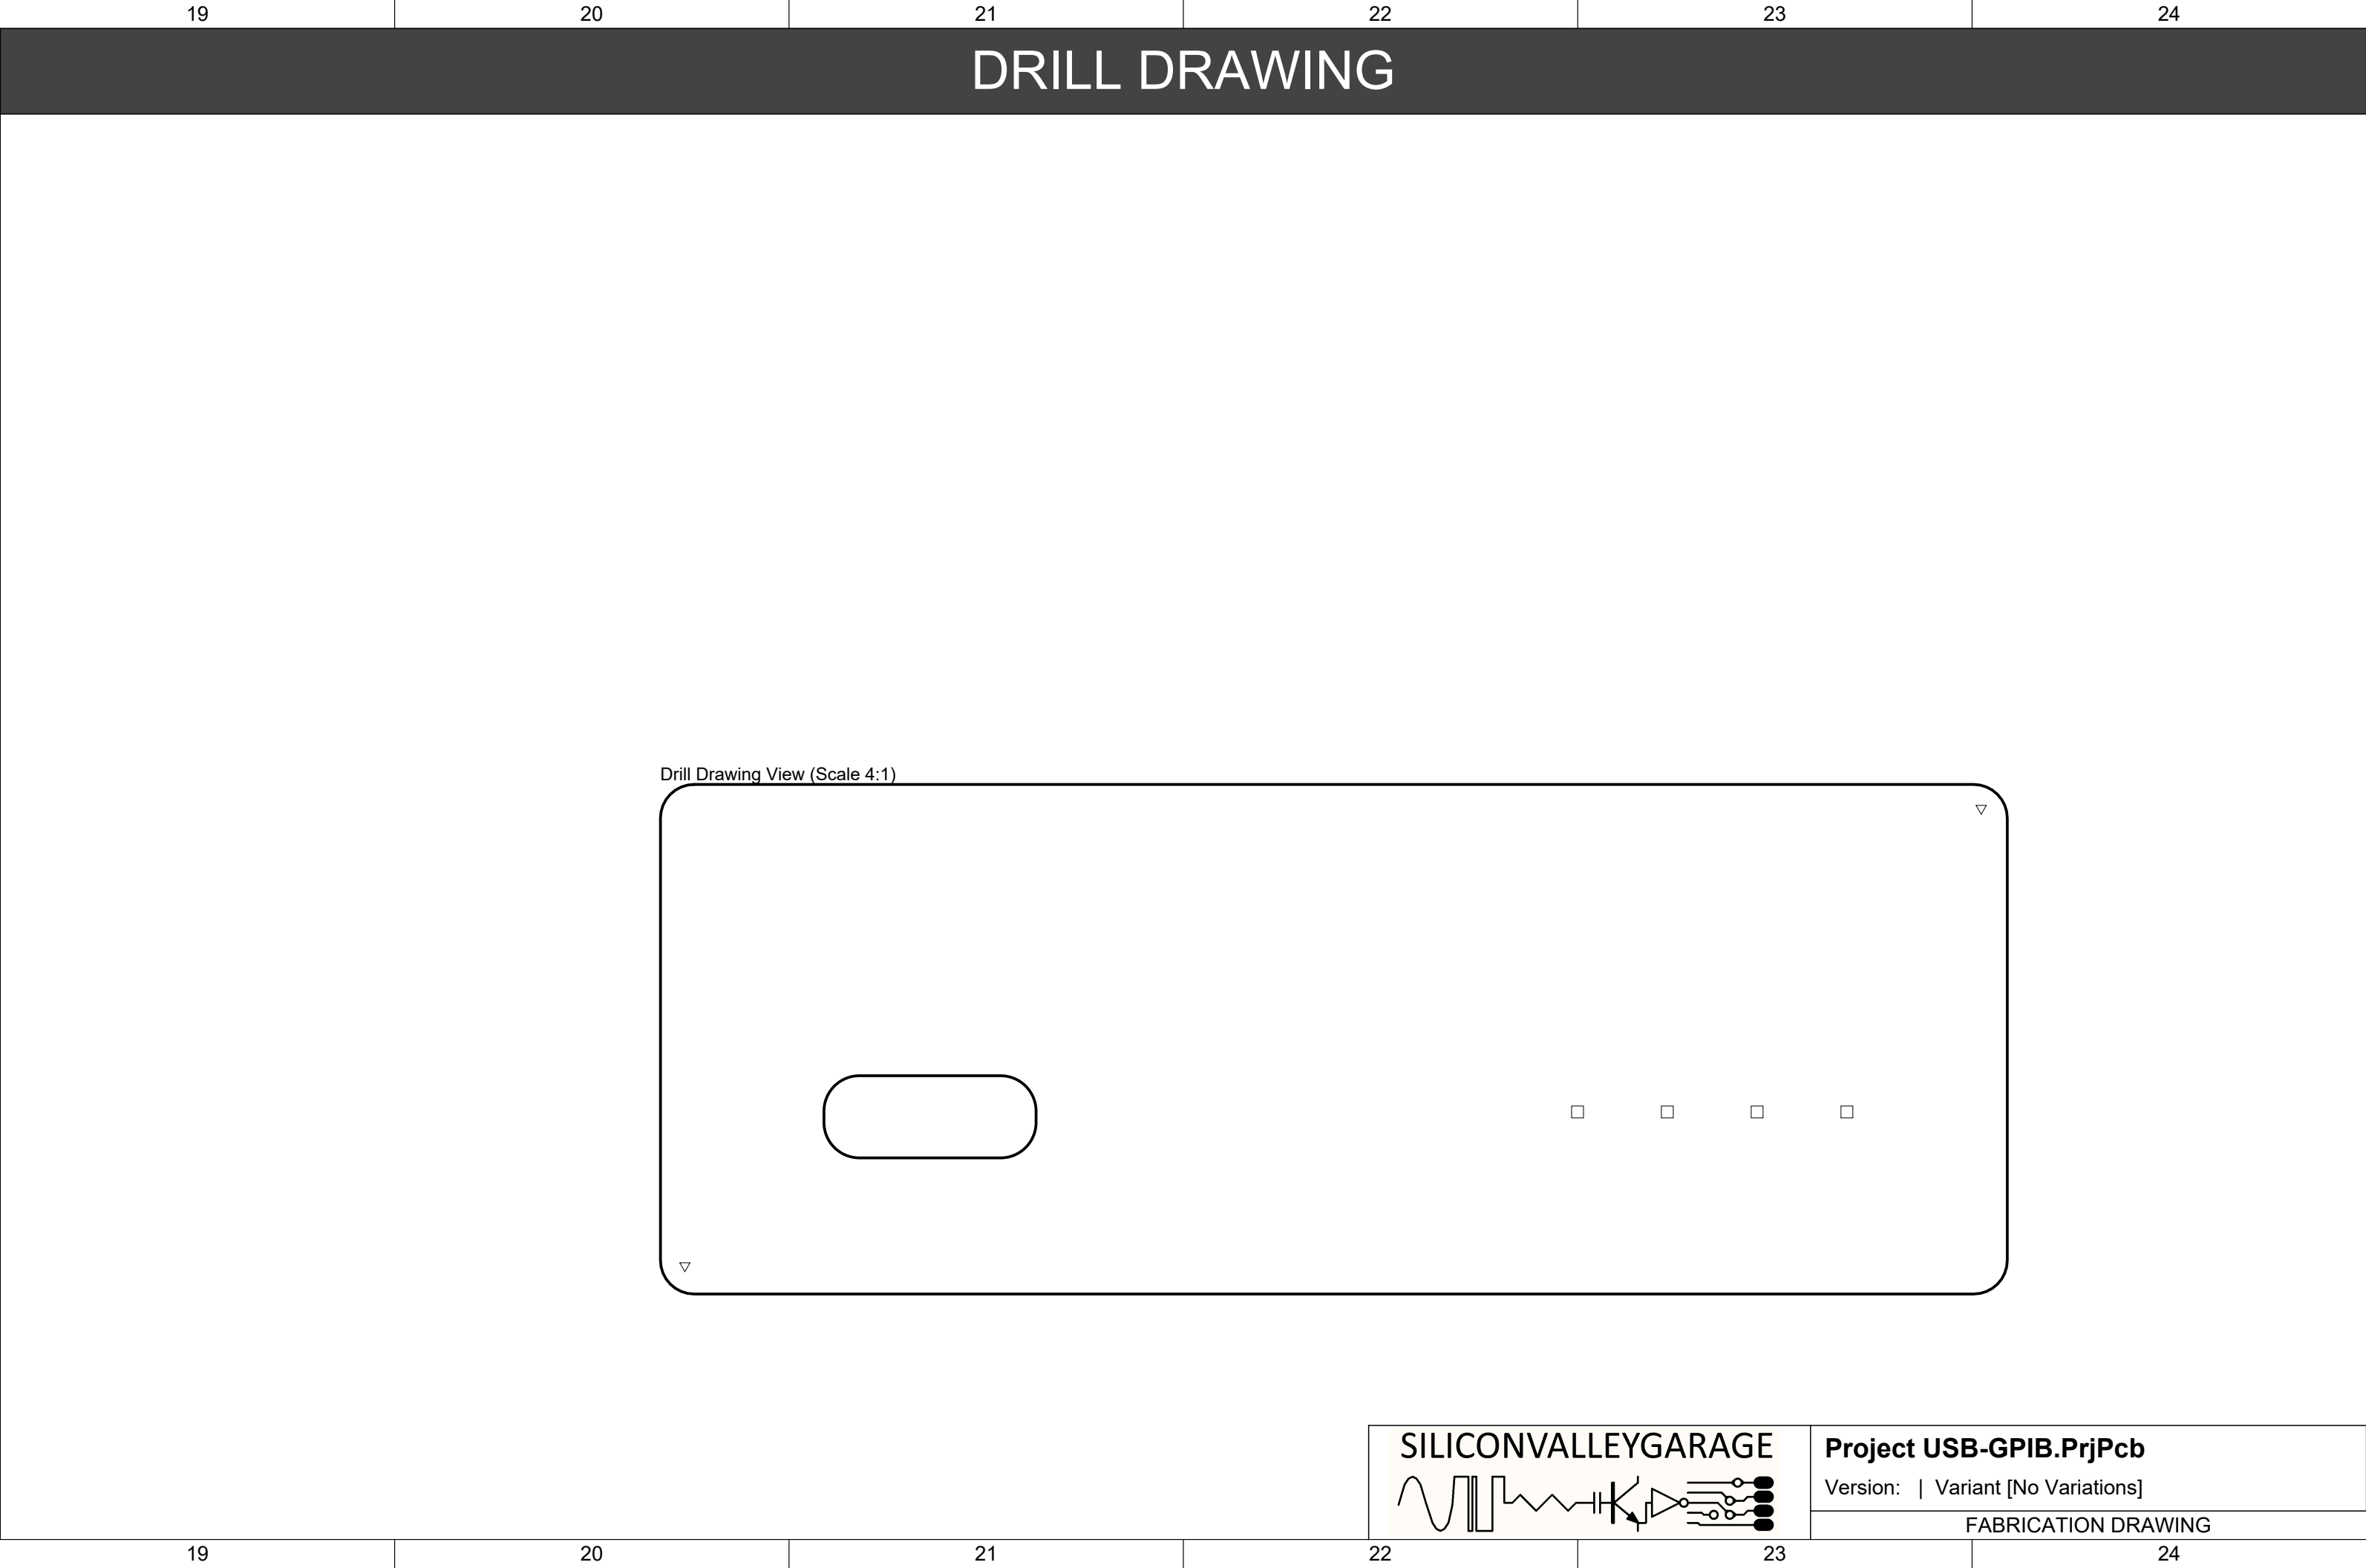 19 20 21 22 23 24
DRILL DRAWING
Drill Drawing View (Scale 4:1)
SILICONVALLEYGARAGE
Project USB-GPIB.PrjPcb
Version: | Variant [No Variations]
FABRICATION DRAWING
19 20 21 22 23 24